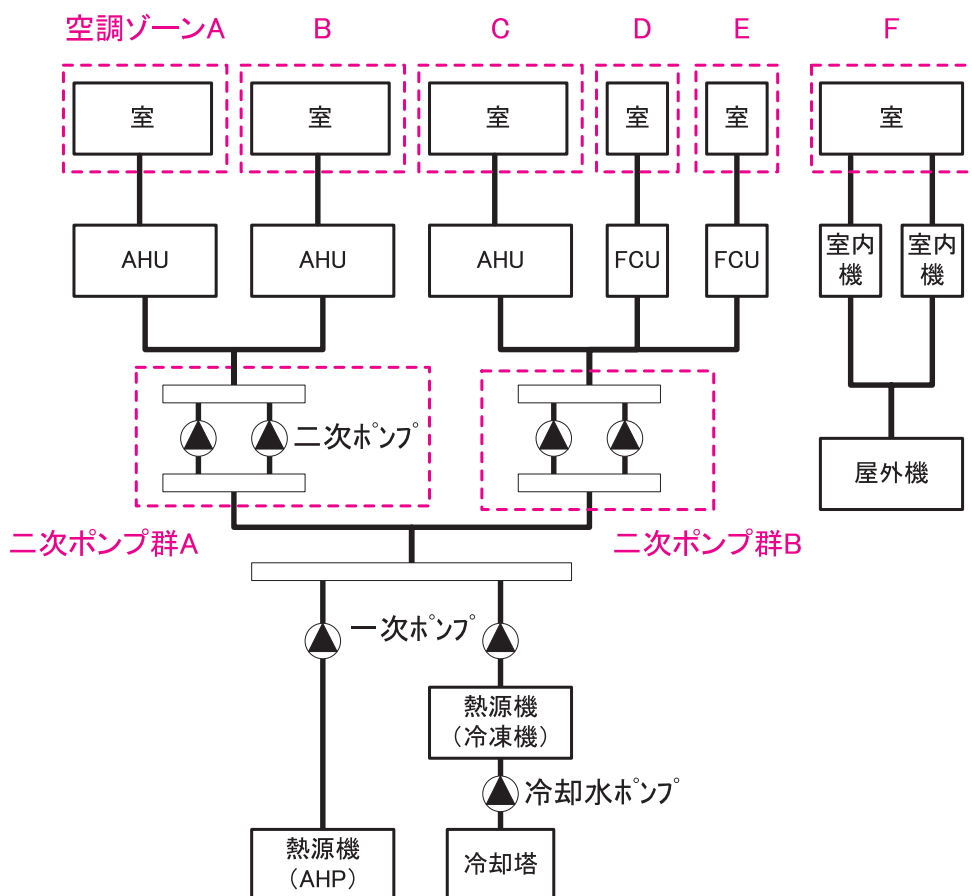 空調ゾーンA B C D E F
室 室 室 室 室 室
AHU AHU AHU FCU FCU 室内機 室内機
二次ﾎﾟﾝﾌﾟ
屋外機
二次ポンプ群A 二次ポンプ群B
一次ﾎﾟﾝﾌﾟ
熱源機
(冷凍機)
冷却水ﾎﾟﾝﾌﾟ
熱源機
(AHP)
冷却塔